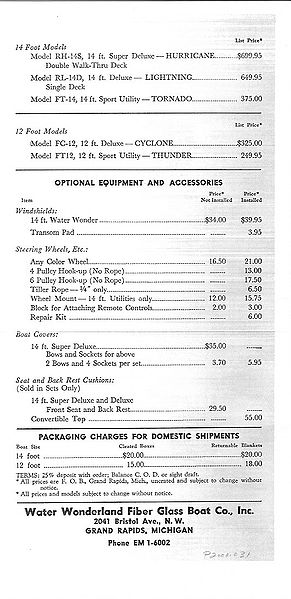 List Price*
14 Foot Models
Model RH-14S, 14 ft. Super Deluxe — HURRICANE..........$699.95
Double Walk-Thru Deck
Model RL-14D, 14 ft. Deluxe — LIGHTNING.............. 649.95
Single Deck
Model FT-14, 14 ft. Sport Utility — TORNADO............ 375.00
List Price*
12 Foot Models
Model FC-12, 12 ft. Deluxe — CYCLONE....................$325.00
Model FT12, 12 ft. Sport Utility — THUNDER............ 249.95
OPTIONAL EQUIPMENT AND ACCESSORIES
Price* Price*
Item Not Installed Installed
Windshields:
14 ft. Water Wonder........................$34.00 $39.95
Transom Pad........................ ........ 3.95
Steering Wheels, Etc.:
Any Color Wheel........................ 16.50 21.00
4 Pulley Hook-up (No Rope)................ ........ 13.00
6 Pulley Hook-up (No Rope)................ ........ 17.50
Tiller Rope — ¾" only................ ........ 6.50
Wheel Mount — 14 ft. Utilities only............ 12.00 15.75
Block for Attaching Remote Controls............ 2.00 3.00
Repair Kit........................ ........ 6.00
Boat Covers:
14 ft. Super Deluxe........................$35.00 ........
Bows and Sockets for above
2 Bows and 4 Sockets per set............ 3.70 5.95
Seat and Back Rest Cushions:
(Sold in Sets Only)
14 ft. Super Deluxe and Deluxe
Front Seat and Back Rest................ 29.50 ........
Convertible Top........................ ........ 55.00
PACKAGING CHARGES FOR DOMESTIC SHIPMENTS
Boat Size Cleated Boxes Returnable Blankets
14 foot ........................$20.00........................$20.00
12 foot ........................ 15.00........................ 18.00
TERMS: 25% deposit with order; Balance C. O. D. or sight draft.
*All prices are F. O. B., Grand Rapids, Mich., uncrated and subject to change without
notice.
*All prices and models subject to change without notice.
Water Wonderland Fiber Glass Boat Co., Inc.
2041 Bristol Ave., N. W.
GRAND RAPIDS, MICHIGAN
Phone EM 1-6002